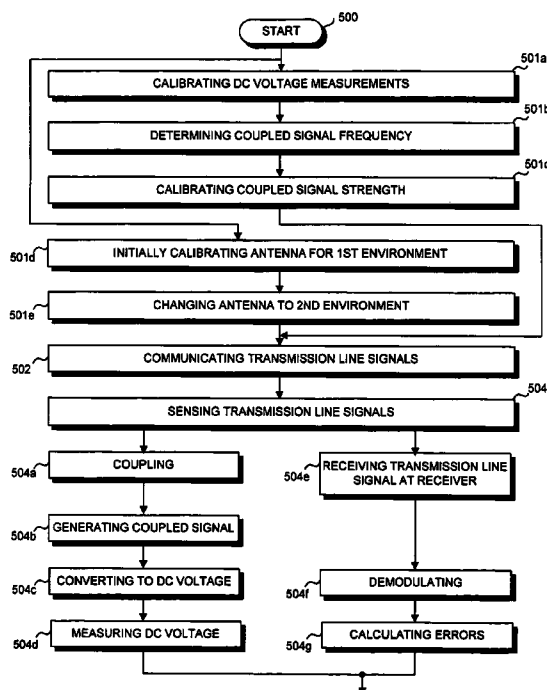 START
500
501a
CALIBRATING DC VOLTAGE MEASUREMENTS
501b
DETERMINING COUPLED SIGNAL FREQUENCY
501c
CALIBRATING COUPLED SIGNAL STRENGTH
501d
INITIALLY CALIBRATING ANTENNA FOR 1ST ENVIRONMENT
501e
CHANGING ANTENNA TO 2ND ENVIRONMENT
502
COMMUNICATING TRANSMISSION LINE SIGNALS
504
SENSING TRANSMISSION LINE SIGNALS
504a
COUPLING
504e
RECEIVING TRANSMISSION LINE
SIGNAL AT RECEIVER
504b
GENERATING COUPLED SIGNAL
504c
CONVERTING TO DC VOLTAGE
504f
DEMODULATING
504d
MEASURING DC VOLTAGE
504g
CALCULATING ERRORS